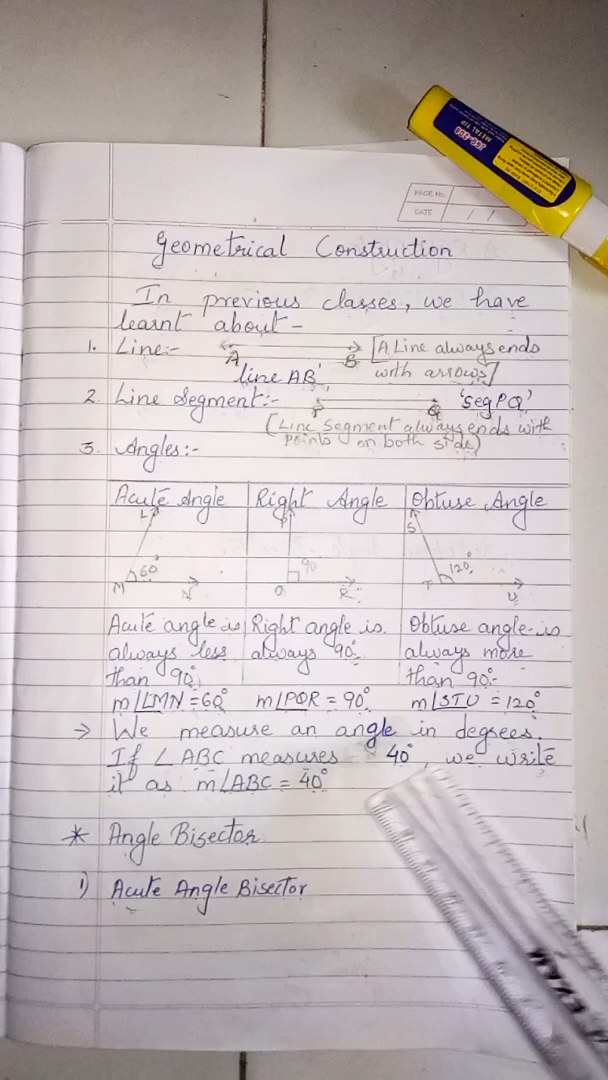 JKG-208
METAL TIP
PAGE No.
DATE / /
Geometrical Construction
In previous classes, we have
learnt about -
1. Line:- A B [A Line always ends
'line AB' with arrows]
2. Line Segment:- P Q 'seg PQ'
(Line segment always ends with
points on both side)
3. Angles:-
Acute Angle Right Angle Obtuse Angle
L P S
60° 90 120°
M N Q R T U
Acute angle is Right angle is Obtuse angle is
always less always 90°. always more
than 90° than 90°-
m∠LMN = 60° m∠PQR = 90° m∠STU = 120°
→ We measure an angle in degrees.
If ∠ABC measures 40°, we write
it as m∠ABC = 40°
* Angle Bisector
1) Acute Angle Bisector